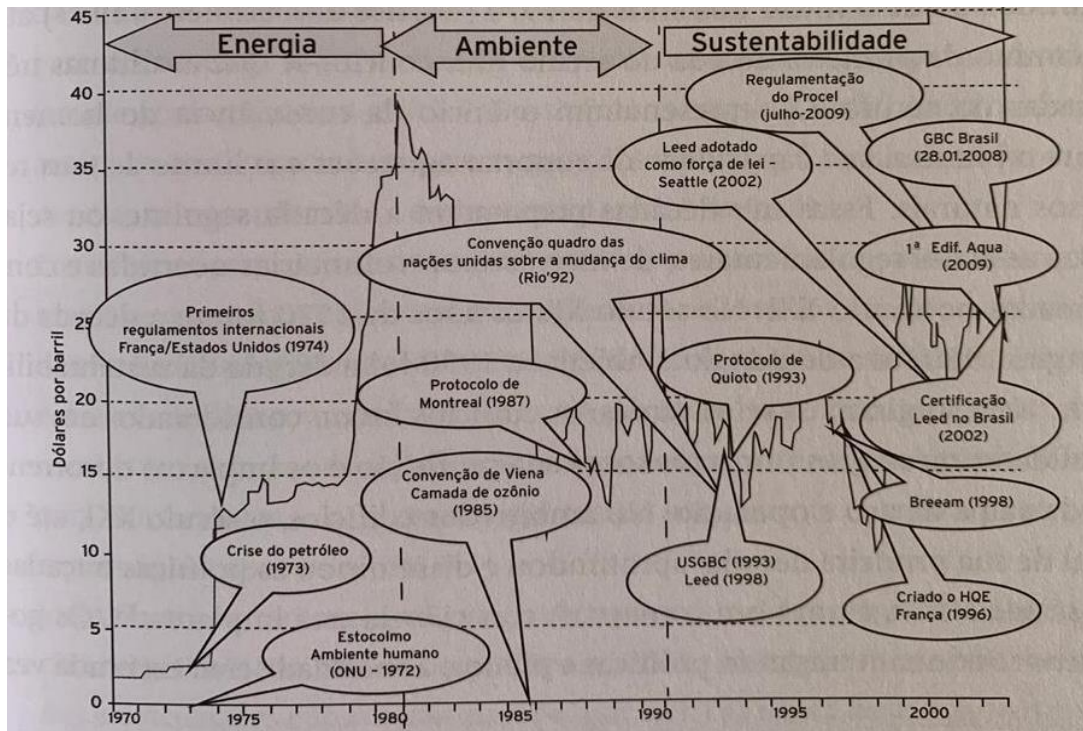 45
Energia
Ambiente
Sustentabilidade
40
35
30
25
20
15
10
5
0
Dólares por barril
Regulamentação
do Procel
(julho-2009)
GBC Brasil
(28.01.2008)
Leed adotado
como força de lei -
Seattle (2002)
Convenção quadro das
nações unidas sobre a mudança do clima
(Rio'92)
1ª Edif. Aqua
(2009)
Primeiros
regulamentos internacionais
França/Estados Unidos (1974)
Protocolo de
Montreal (1987)
Protocolo de
Quioto (1993)
Certificação
Leed no Brasil
(2002)
Convenção de Viena
Camada de ozônio
(1985)
Breeam (1998)
Crise do petróleo
(1973)
USGBC (1993)
Leed (1998)
Criado o HQE
França (1996)
Estocolmo
Ambiente humano
(ONU - 1972)
1970
1975
1980
1985
1990
1995
2000